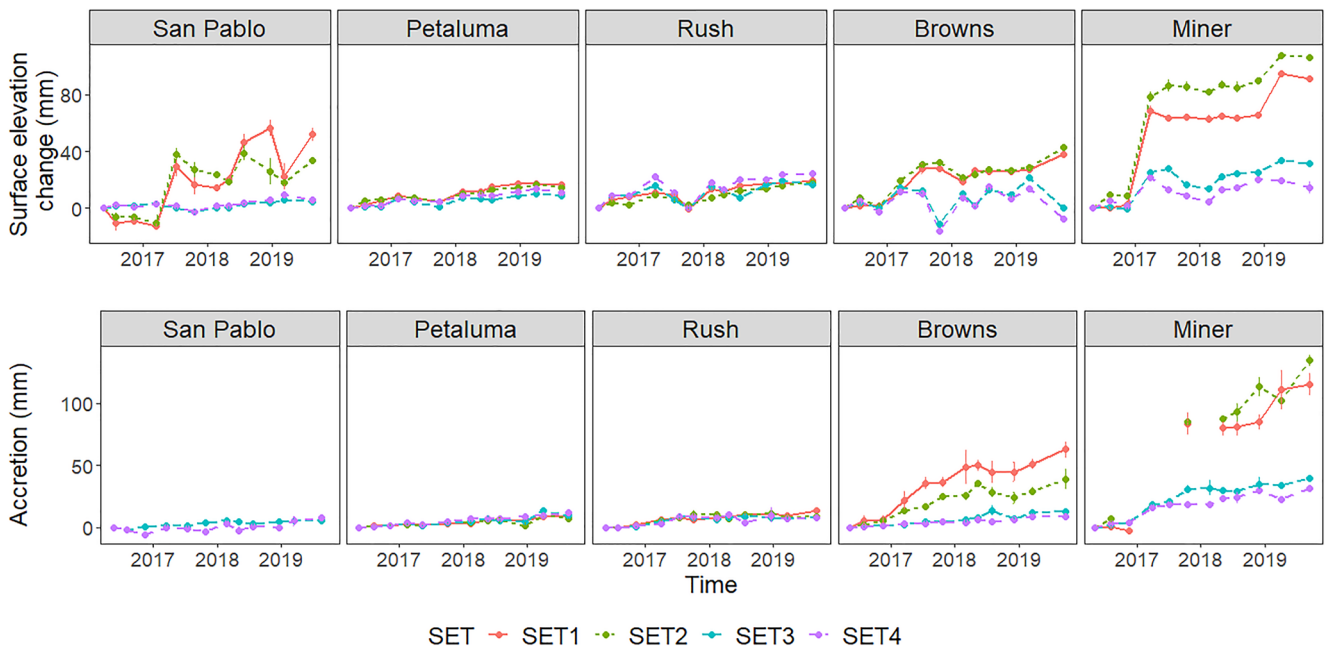 San Pablo Petaluma Rush Browns Miner
Surface elevation
change (mm)
80
40
0
2017 2018 2019 2017 2018 2019 2017 2018 2019 2017 2018 2019 2017 2018 2019
San Pablo Petaluma Rush Browns Miner
Accretion (mm)
100
50
0
2017 2018 2019 2017 2018 2019 2017 2018 2019 2017 2018 2019 2017 2018 2019
Time
SET SET1 SET2 SET3 SET4